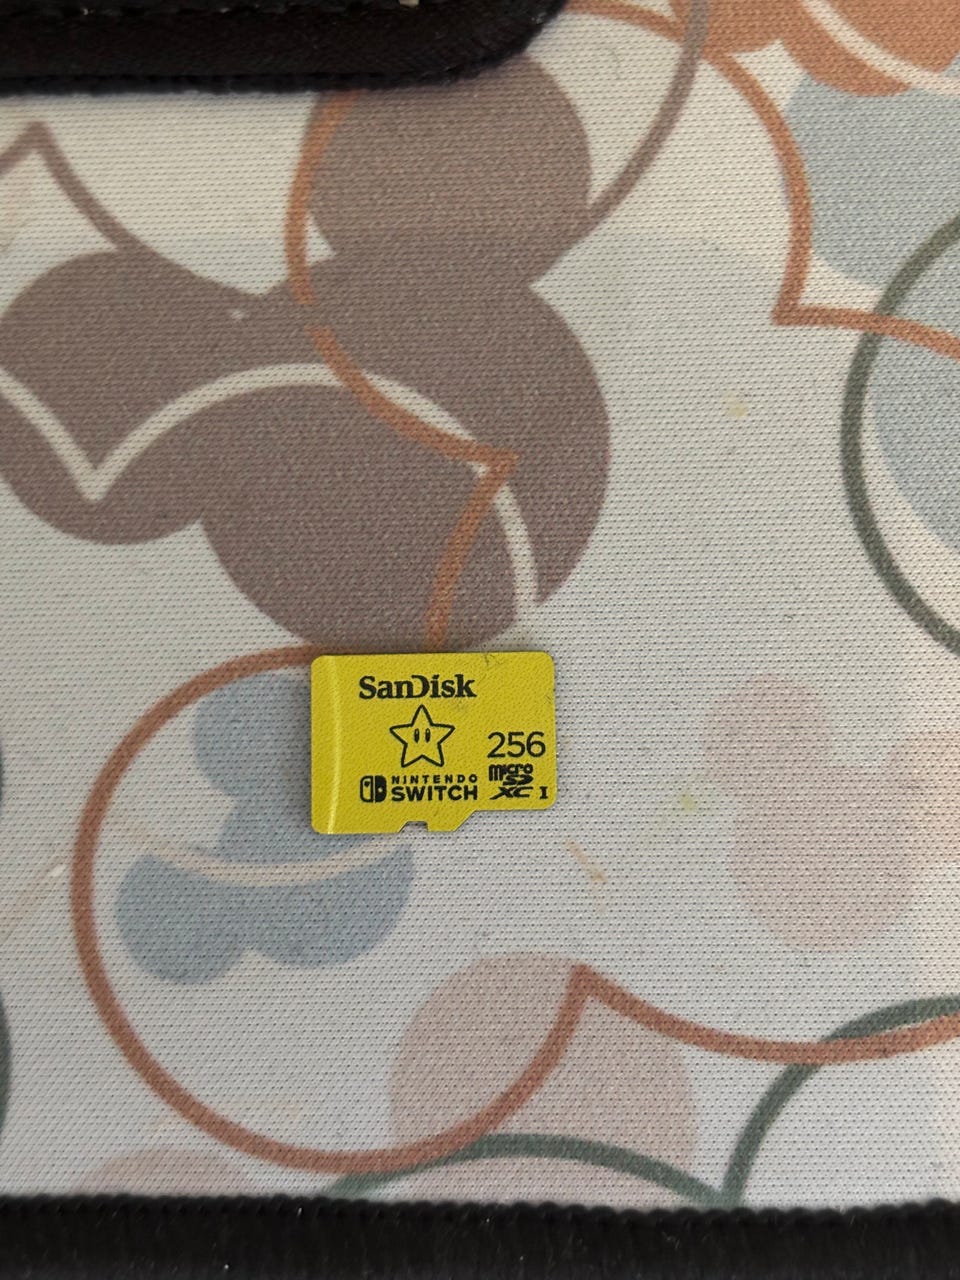 SanDisk
256
NINTENDO
SWITCH
micro
SD
XC I